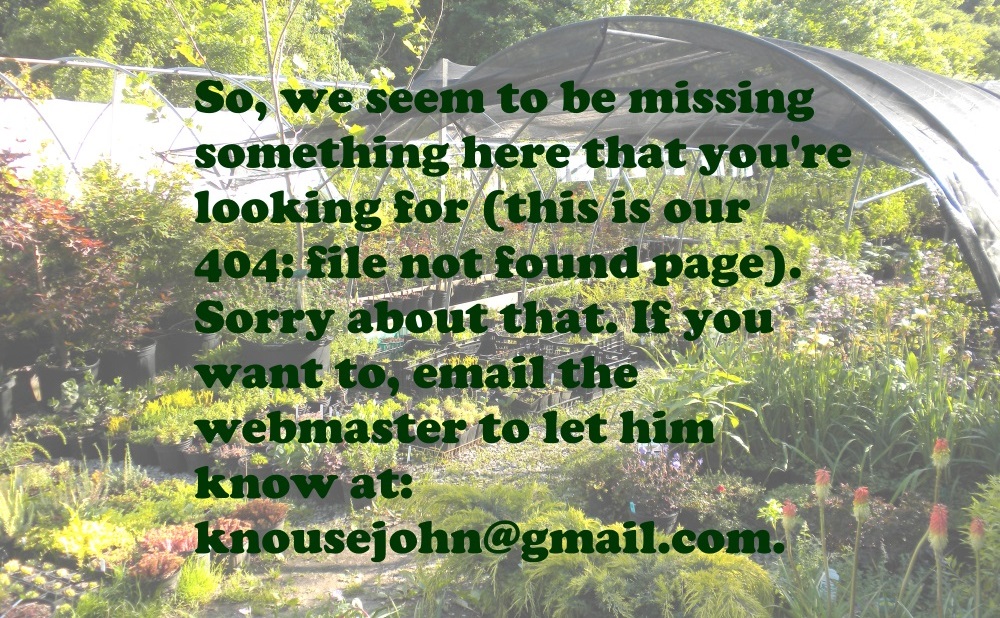 So, we seem to be missing
something here that you're
looking for (this is our
404: file not found page).
Sorry about that. If you
want to, email the
webmaster to let him
know at:
knousejohn@gmail.com.